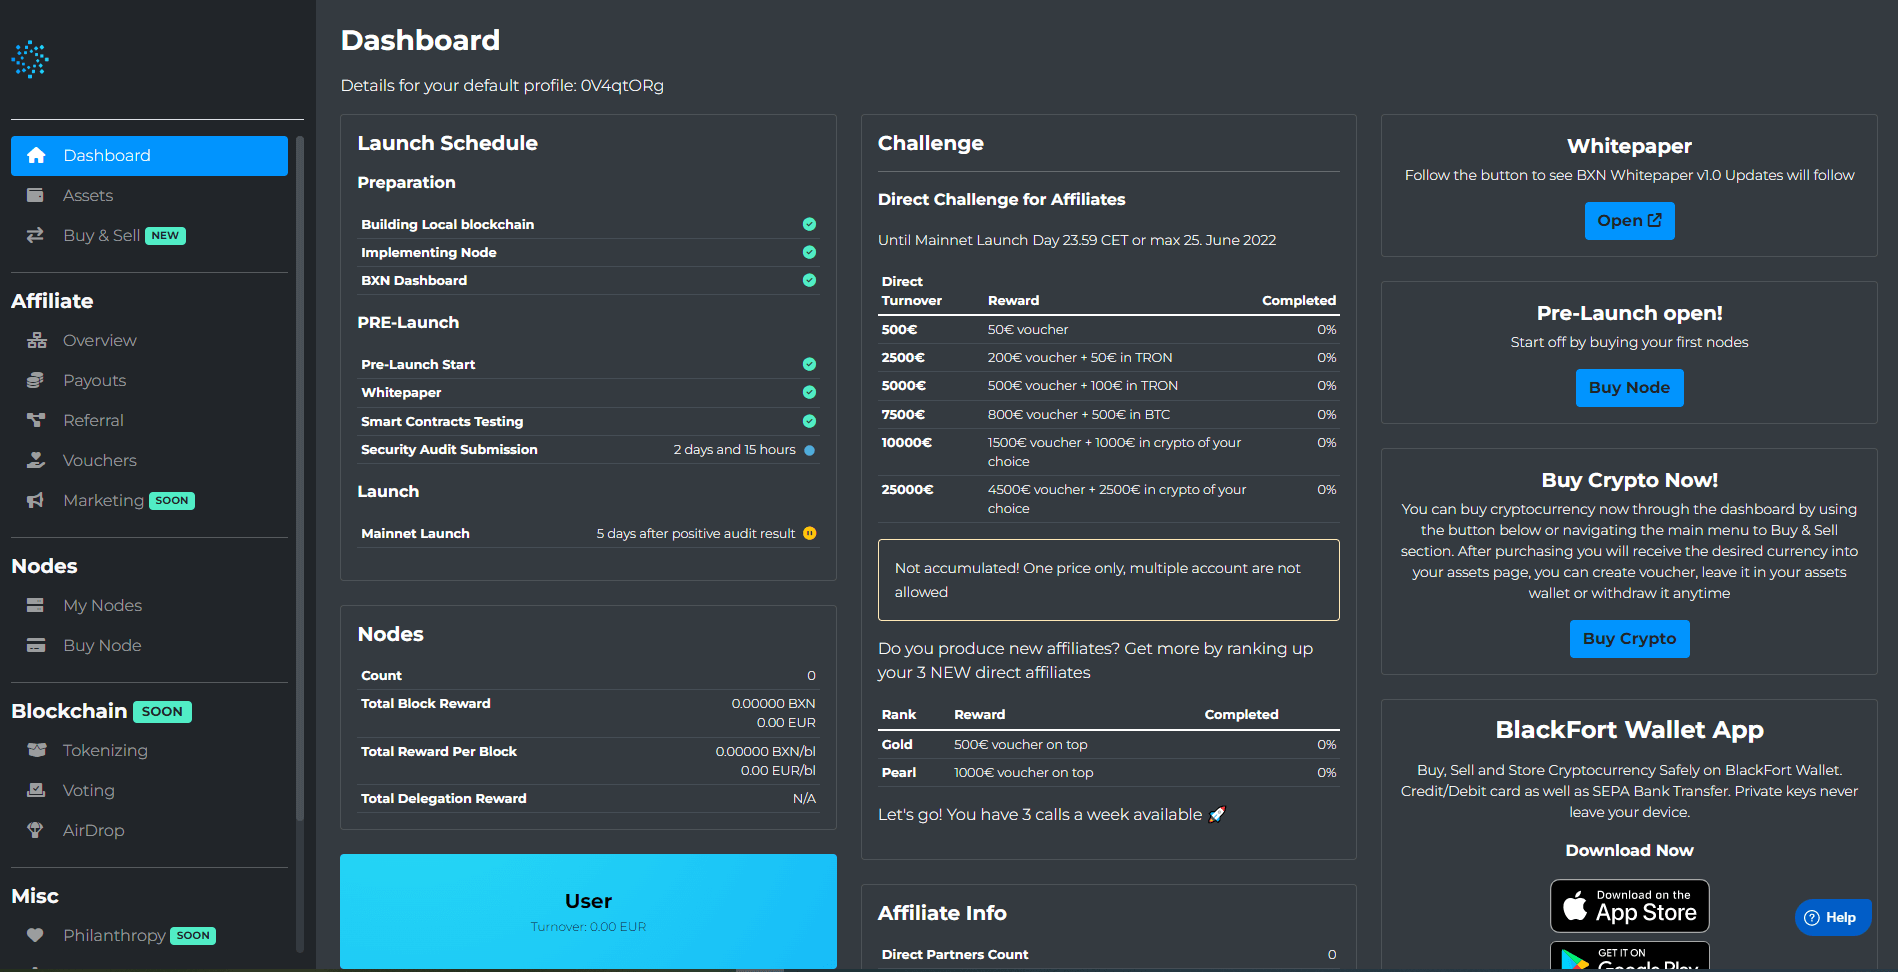 Dashboard
Assets
Buy & Sell NEW
Affiliate
Overview
Payouts
Referral
Vouchers
Marketing SOON
Nodes
My Nodes
Buy Node
Blockchain SOON
Tokenizing
Voting
AirDrop
Misc
Philanthropy SOON
Dashboard
Details for your default profile: 0V4qtORg
Launch Schedule
Preparation
Building Local blockchain
Implementing Node
BXN Dashboard
PRE-Launch
Pre-Launch Start
Whitepaper
Smart Contracts Testing
Security Audit Submission 2 days and 15 hours
Launch
Mainnet Launch 5 days after positive audit result
Nodes
Count 0
Total Block Reward 0.00000 BXN
0.00 EUR
Total Reward Per Block 0.00000 BXN/bl
0.00 EUR/bl
Total Delegation Reward N/A
User
Turnover: 0.00 EUR
Challenge
Direct Challenge for Affiliates
Until Mainnet Launch Day 23.59 CET or max 25. June 2022
Direct
Turnover Reward Completed
500€ 50€ voucher 0%
2500€ 200€ voucher + 50€ in TRON 0%
5000€ 500€ voucher + 100€ in TRON 0%
7500€ 800€ voucher + 500€ in BTC 0%
10000€ 1500€ voucher + 1000€ in crypto of your 0%
choice
25000€ 4500€ voucher + 2500€ in crypto of your 0%
choice
Not accumulated! One price only, multiple account are not
allowed
Do you produce new affiliates? Get more by ranking up
your 3 NEW direct affiliates
Rank Reward Completed
Gold 500€ voucher on top 0%
Pearl 1000€ voucher on top 0%
Let's go! You have 3 calls a week available 🚀
Affiliate Info
Direct Partners Count 0
Whitepaper
Follow the button to see BXN Whitepaper v1.0 Updates will follow
Open
Pre-Launch open!
Start off by buying your first nodes
Buy Node
Buy Crypto Now!
You can buy cryptocurrency now through the dashboard by using
the button below or navigating the main menu to Buy & Sell
section. After purchasing you will receive the desired currency into
your assets page, you can create voucher, leave it in your assets
wallet or withdraw it anytime
Buy Crypto
BlackFort Wallet App
Buy, Sell and Store Cryptocurrency Safely on BlackFort Wallet.
Credit/Debit card as well as SEPA Bank Transfer. Private keys never
leave your device.
Download Now
Download on the
App Store
GET IT ON
Google Play
Help